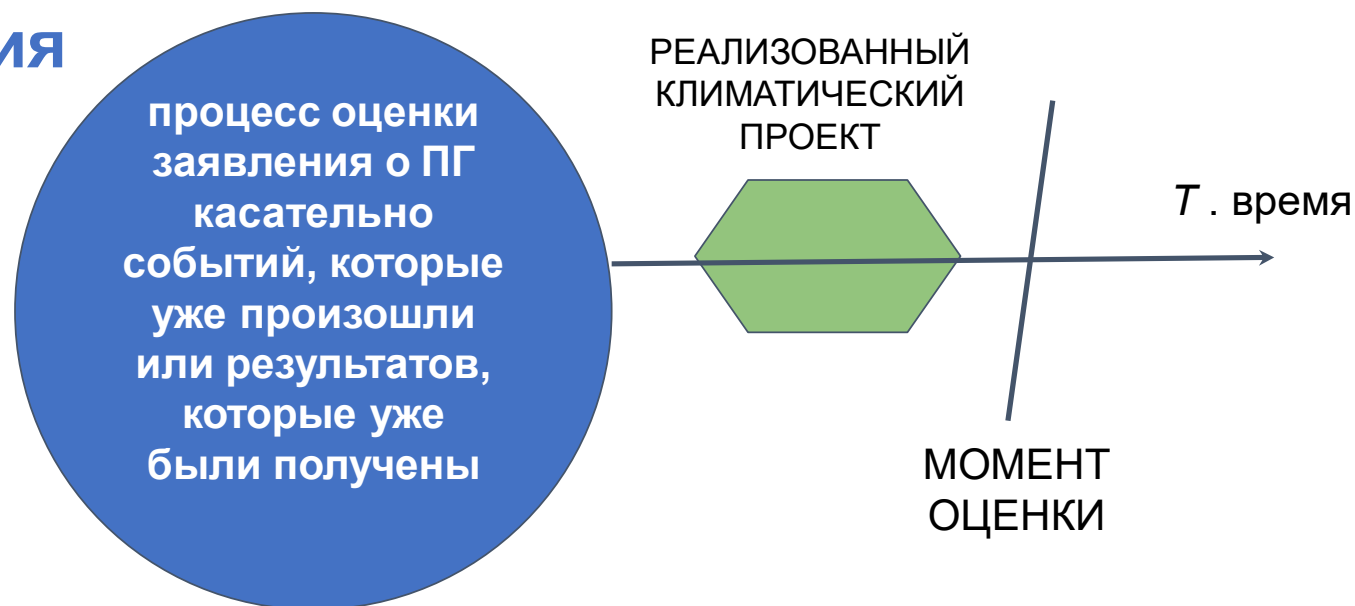 ия
процесс оценки
заявления о ПГ
касательно
событий, которые
уже произошли
или результатов,
которые уже
были получены
РЕАЛИЗОВАННЫЙ
КЛИМАТИЧЕСКИЙ
ПРОЕКТ
T . время
МОМЕНТ
ОЦЕНКИ